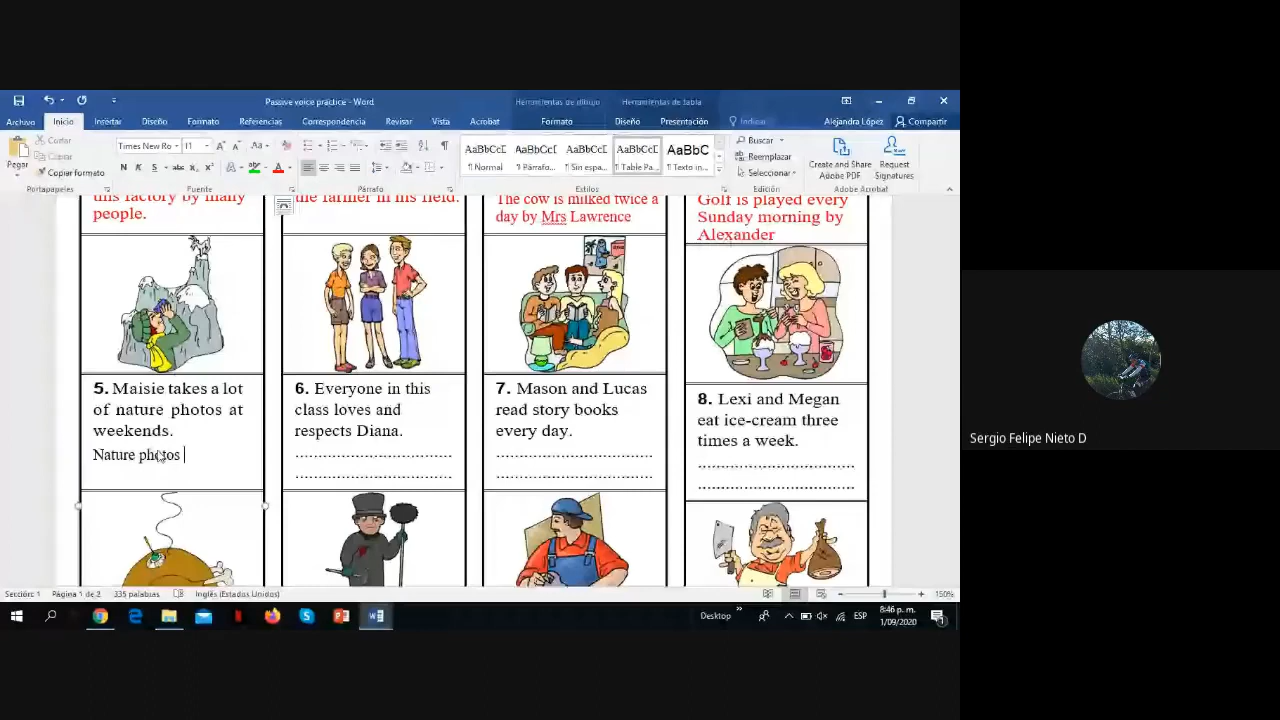 Passive voice practice - Word
Herramientas de dibujo
Herramientas de tabla
Archivo
Inicio
Insertar
Diseño
Formato
Referencias
Correspondencia
Revisar
Vista
Acrobat
Formato
Diseño
Presentación
Indicar
Alejandra López
Compartir
Pegar
Cortar
Copiar
Copiar formato
Portapapeles
Times New Ro
11
N K S abc
Fuente
Párrafo
AaBbCcI AaBbCcI AaBbCcI AaBbCcI AaBbC
¶ Normal ¶ Párrafo... ¶ Sin espa... ¶ Table Pa... ¶ Texto in...
Estilos
Buscar
Reemplazar
Seleccionar
Edición
Create and Share
Adobe PDF
Request
Signatures
Adobe Acrobat
this factory by many
people.
the farmer in his field.
The cow is milked twice a
day by Mrs Lawrence
Golf is played every
Sunday morning by
Alexander
5. Maisie takes a lot
of nature photos at
weekends.
Nature photos
6. Everyone in this
class loves and
respects Diana.
7. Mason and Lucas
read story books
every day.
8. Lexi and Megan
eat ice-cream three
times a week.
Sección: 1 Página 1 de 2 335 palabras Inglés (Estados Unidos)
150%
Desktop
ESP
8:46 p. m.
1/09/2020
Sergio Felipe Nieto D